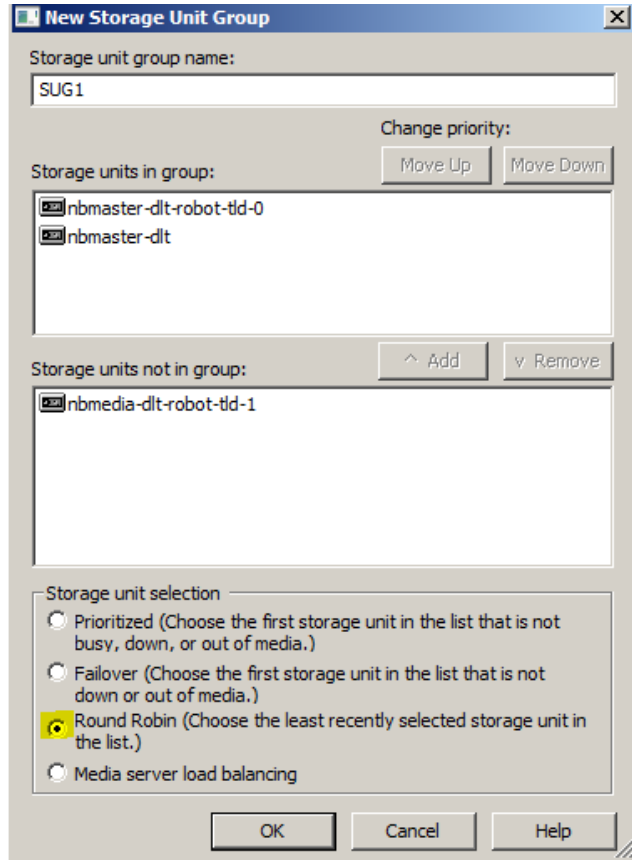 New Storage Unit Group
Storage unit group name:
SUG1
Change priority:
Storage units in group:
Move Up
Move Down
nbmaster-dlt-robot-tld-0
nbmaster-dlt
Storage units not in group:
^ Add
v Remove
nbmedia-dlt-robot-tld-1
Storage unit selection
Prioritized (Choose the first storage unit in the list that is not
busy, down, or out of media.)
Failover (Choose the first storage unit in the list that is not
down or out of media.)
Round Robin (Choose the least recently selected storage unit in
the list.)
Media server load balancing
OK
Cancel
Help